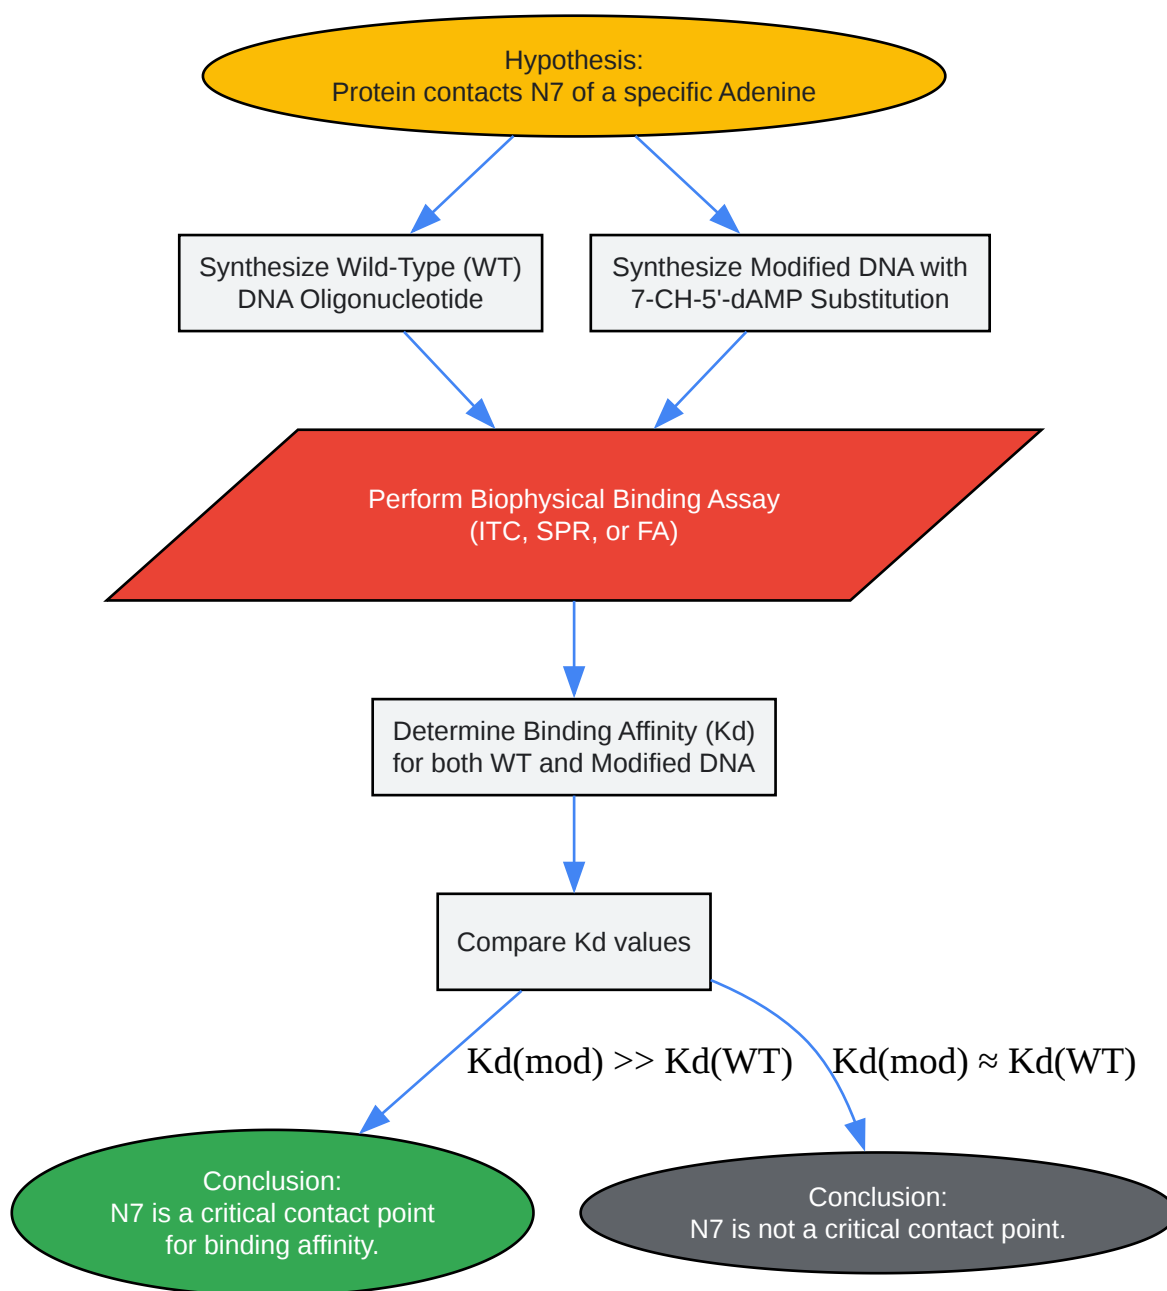 Hypothesis:
Protein contacts N7 of a specific Adenine
Synthesize Wild-Type (WT)
DNA Oligonucleotide
Synthesize Modified DNA with
7-CH-5'-dAMP Substitution
Perform Biophysical Binding Assay
(ITC, SPR, or FA)
Determine Binding Affinity (Kd)
for both WT and Modified DNA
Compare Kd values
Kd(mod) >> Kd(WT)
Kd(mod) ≈ Kd(WT)
Conclusion:
N7 is a critical contact point
for binding affinity.
Conclusion:
N7 is not a critical contact point.